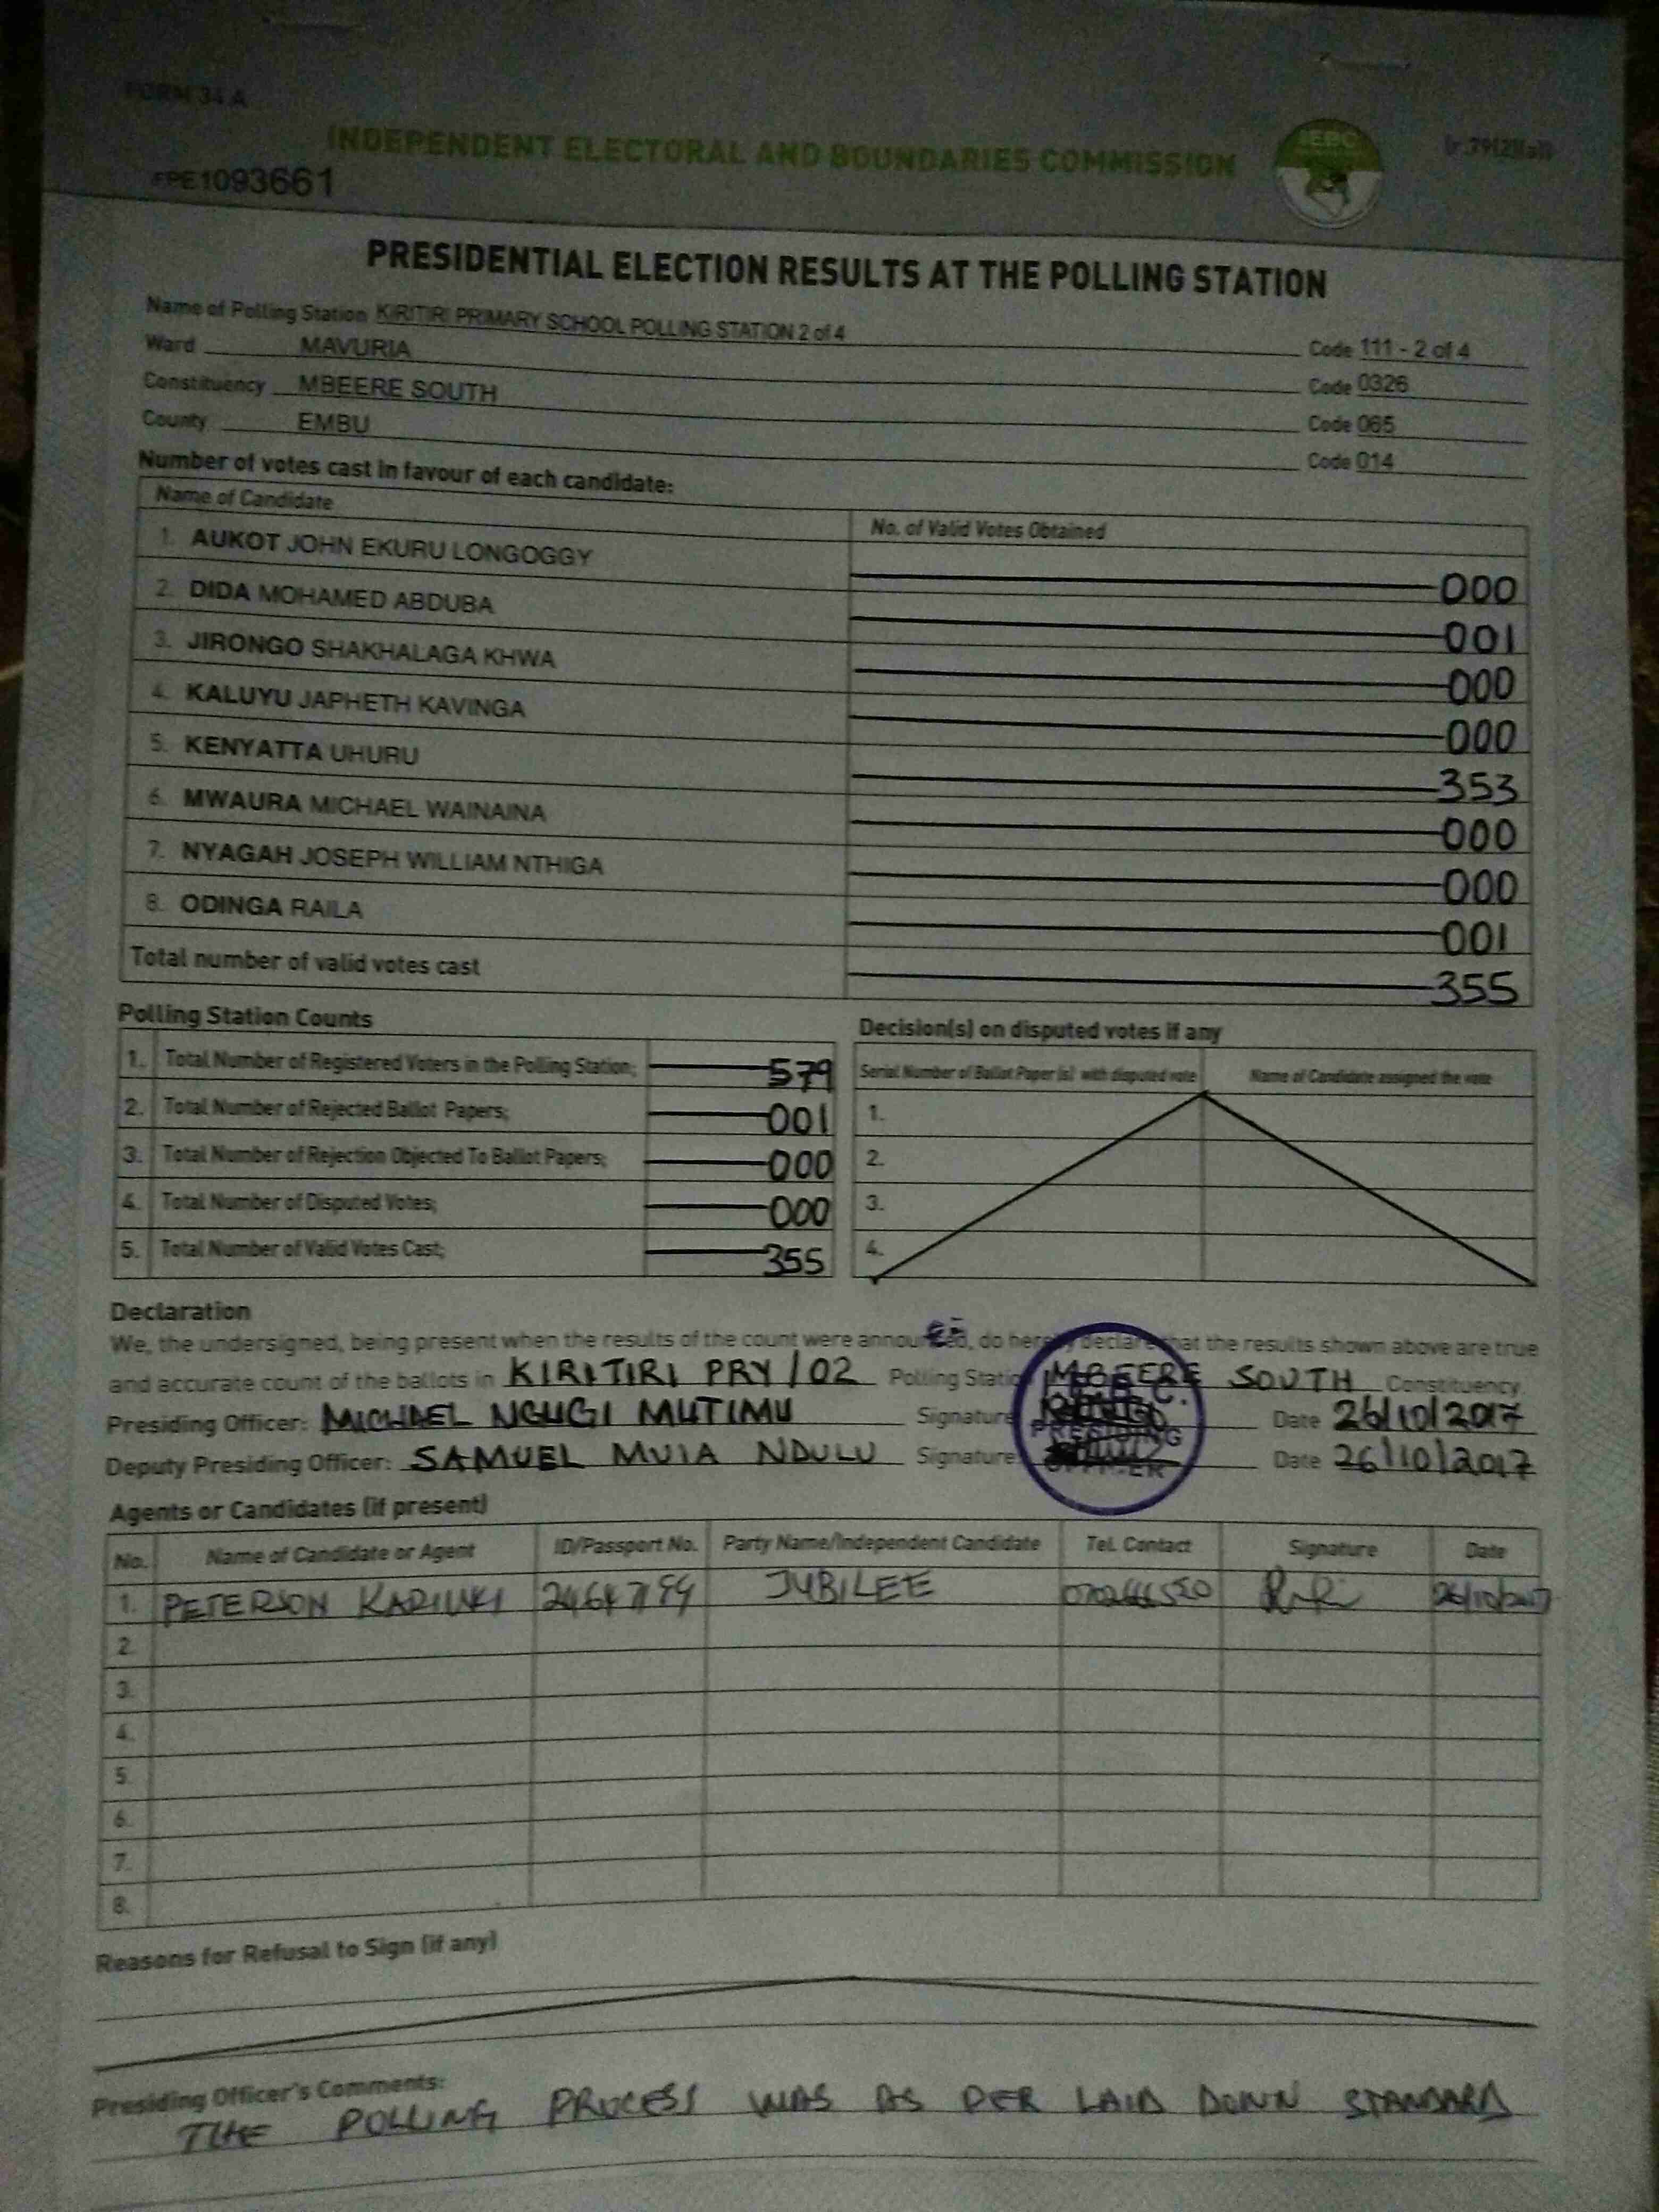 FORM 34 A
INDEPENDENT ELECTORAL AND BOUNDARIES COMMISSION
IEBC
FPE1093661
PRESIDENTIAL ELECTION RESULTS AT THE POLLING STATION
Name of Polling Station KIRITIRI PRIMARY SCHOOL POLLING STATION 2 of 4 Code 111 - 2 of 4
Ward MAVURIA Code 0326
Constituency MBEERE SOUTH Code 065
County EMBU Code 014
Number of votes cast in favour of each candidate:
Name of Candidate No. of Valid Votes Obtained
1. AUKOT JOHN EKURU LONGOGGY 000
2. DIDA MOHAMED ABDUBA 001
3. JIRONGO SHAKHALAGA KHWA 000
4. KALUYU JAPHETH KAVINGA 000
5. KENYATTA UHURU 353
6. MWAURA MICHAEL WAINAINA 000
7. NYAGAH JOSEPH WILLIAM NTHIGA 000
8. ODINGA RAILA 001
Total number of valid votes cast 355
Polling Station Counts
1. Total Number of Registered Voters in the Polling Station; 579
2. Total Number of Rejected Ballot Papers; 001
3. Total Number of Rejection Objected To Ballot Papers; 000
4. Total Number of Disputed Votes; 000
5. Total Number of Valid Votes Cast; 355
Decision(s) on disputed votes if any
Serial Number of Ballot Paper (s) with disputed vote Name of Candidate assigned the vote
1.
2.
3.
4.
Declaration
We, the undersigned, being present when the results of the count were announced, do hereby declare that the results shown above are true
and accurate count of the ballots in KIRITIRI PRY / 02 Polling Station MBEERE SOUTH Constituency.
Presiding Officer: MICHAEL NGUGI MUTIMU Signature Date 26/10/2017
Deputy Presiding Officer: SAMUEL MUIA NDULU Signature Date 26/10/2017
PRESIDING
OFFICER
Agents or Candidates (if present)
No. Name of Candidate or Agent ID/Passport No. Party Name/Independent Candidate Tel. Contact Signature Date
1. PETERSON KARIUKI JUBILEE 26/10/2017
2.
3.
4.
5.
6.
7.
8.
Reasons for Refusal to Sign (if any)
Presiding Officer's Comments:
THE POLLING PROCESS WAS AS PER LAID DOWN STANDARD